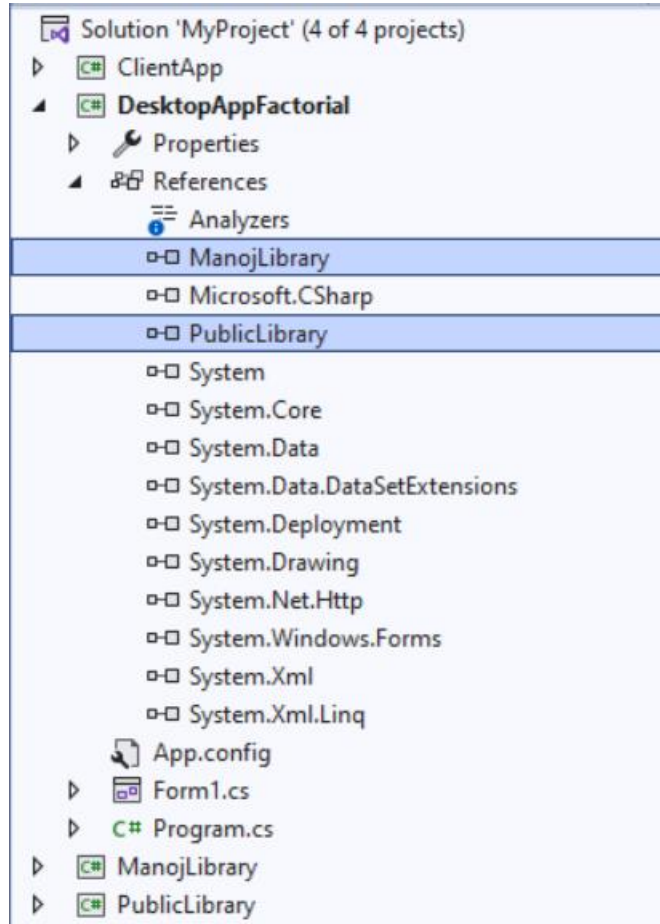 Solution 'MyProject' (4 of 4 projects)
C# ClientApp
C# DesktopAppFactorial
Properties
References
Analyzers
ManojLibrary
Microsoft.CSharp
PublicLibrary
System
System.Core
System.Data
System.Data.DataSetExtensions
System.Deployment
System.Drawing
System.Net.Http
System.Windows.Forms
System.Xml
System.Xml.Linq
App.config
Form1.cs
C# Program.cs
C# ManojLibrary
C# PublicLibrary